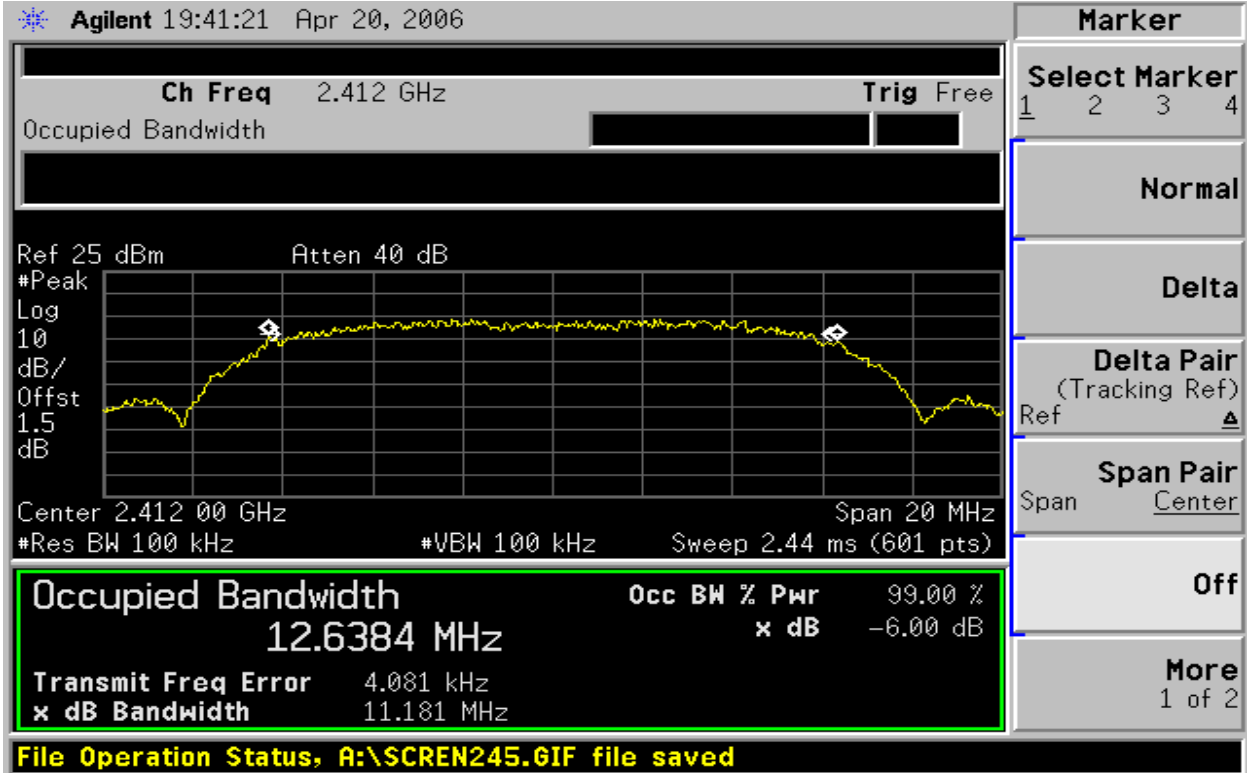 Agilent 19:41:21 Apr 20, 2006
Marker
Ch Freq 2.412 GHz Trig Free
Occupied Bandwidth
Select Marker
1 2 3 4
Normal
Delta
Delta Pair
(Tracking Ref)
Ref Δ
Span Pair
Span Center
Off
More
1 of 2
Ref 25 dBm Atten 40 dB
#Peak
Log
10
dB/
Offst
1.5
dB
Center 2.412 00 GHz Span 20 MHz
#Res BW 100 kHz #VBW 100 kHz Sweep 2.44 ms (601 pts)
Occupied Bandwidth Occ BW % Pwr 99.00 %
12.6384 MHz x dB -6.00 dB
Transmit Freq Error 4.081 kHz
x dB Bandwidth 11.181 MHz
File Operation Status, A:\SCREN245.GIF file saved